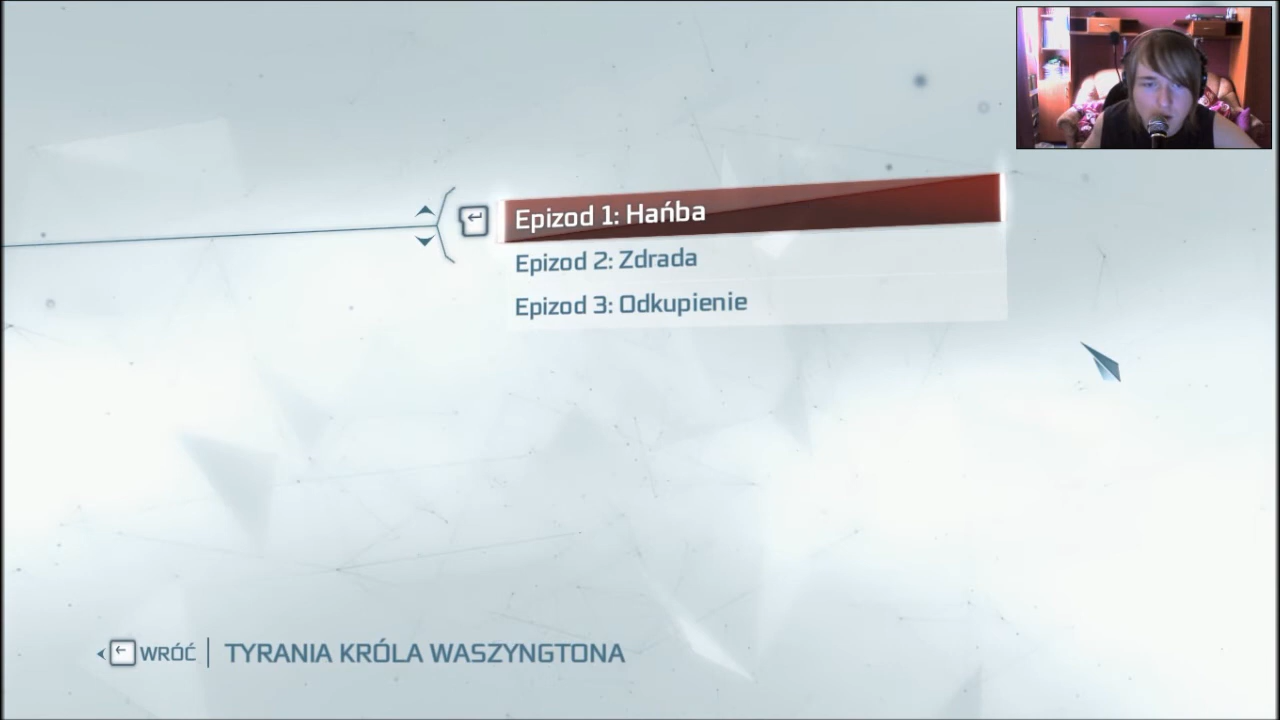 Epizod 1: Hańba
Epizod 2: Zdrada
Epizod 3: Odkupienie
WRÓĆ | TYRANIA KRÓLA WASZYNGTONA